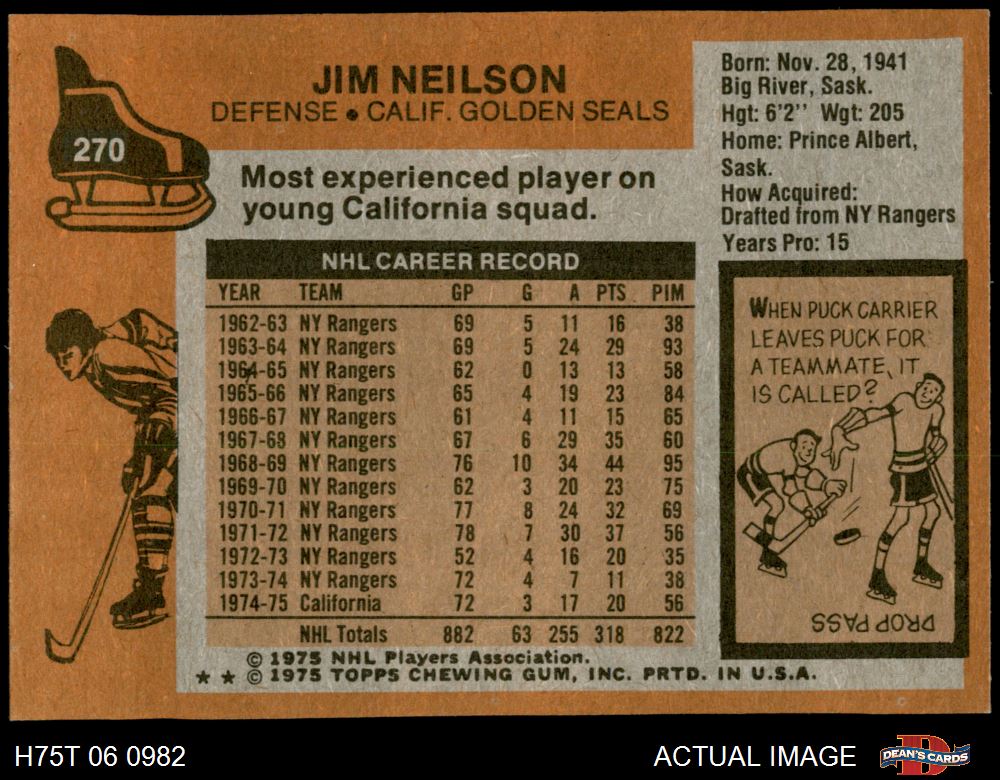 270
JIM NEILSON
DEFENSE • CALIF. GOLDEN SEALS
Most experienced player on
young California squad.
NHL CAREER RECORD
YEAR TEAM GP G A PTS PIM
1962-63 NY Rangers 69 5 11 16 38
1963-64 NY Rangers 69 5 24 29 93
1964-65 NY Rangers 62 0 13 13 58
1965-66 NY Rangers 65 4 19 23 84
1966-67 NY Rangers 61 4 11 15 65
1967-68 NY Rangers 67 6 29 35 60
1968-69 NY Rangers 76 10 34 44 95
1969-70 NY Rangers 62 3 20 23 75
1970-71 NY Rangers 77 8 24 32 69
1971-72 NY Rangers 78 7 30 37 56
1972-73 NY Rangers 52 4 16 20 35
1973-74 NY Rangers 72 4 7 11 38
1974-75 California 72 3 17 20 56
NHL Totals 882 63 255 318 822
© 1975 NHL Players Association.
★ ★ © 1975 TOPPS CHEWING GUM, INC. PRTD. IN U.S.A.
Born: Nov. 28, 1941
Big River, Sask.
Hgt: 6'2" Wgt: 205
Home: Prince Albert,
Sask.
How Acquired:
Drafted from NY Rangers
Years Pro: 15
WHEN PUCK CARRIER
LEAVES PUCK FOR
A TEAMMATE, IT
IS CALLED?
DROP PASS
H75T 06 0982
ACTUAL IMAGE
DEAN'S CARDS